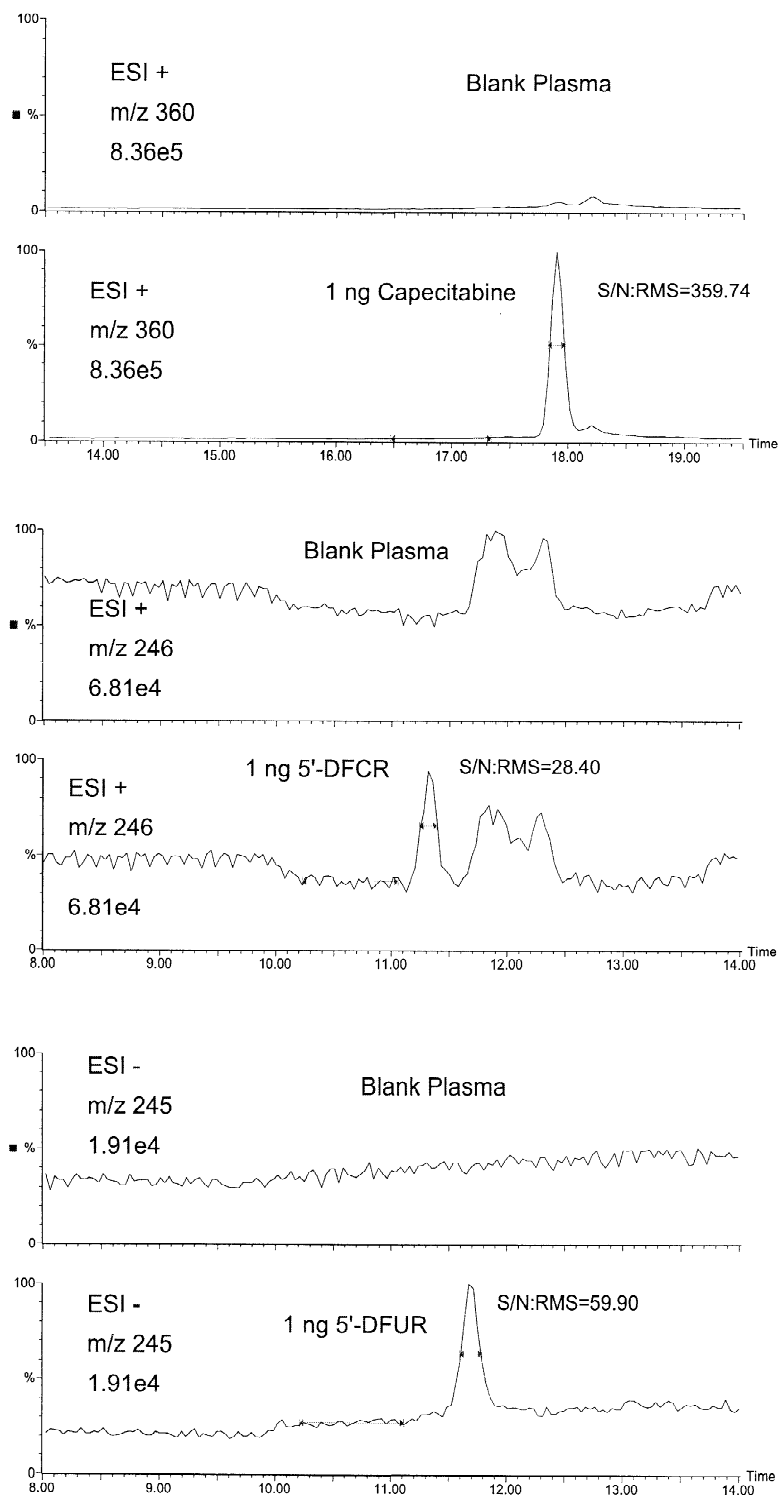 100
ESI +
Blank Plasma
m/z 360
%
8.36e5
0
100
ESI +
1 ng Capecitabine
S/N:RMS=359.74
m/z 360
%
8.36e5
0
14.00 15.00 16.00 17.00 18.00 19.00
Time
100
Blank Plasma
ESI +
%
m/z 246
6.81e4
0
100
1 ng 5'-DFCR
S/N:RMS=28.40
ESI +
m/z 246
%
6.81e4
0
8.00 9.00 10.00 11.00 12.00 13.00 14.00
Time
100
ESI -
Blank Plasma
m/z 245
%
1.91e4
0
100
ESI -
S/N:RMS=59.90
1 ng 5'-DFUR
m/z 245
%
1.91e4
0
8.00 9.00 10.00 11.00 12.00 13.00 14.00
Time